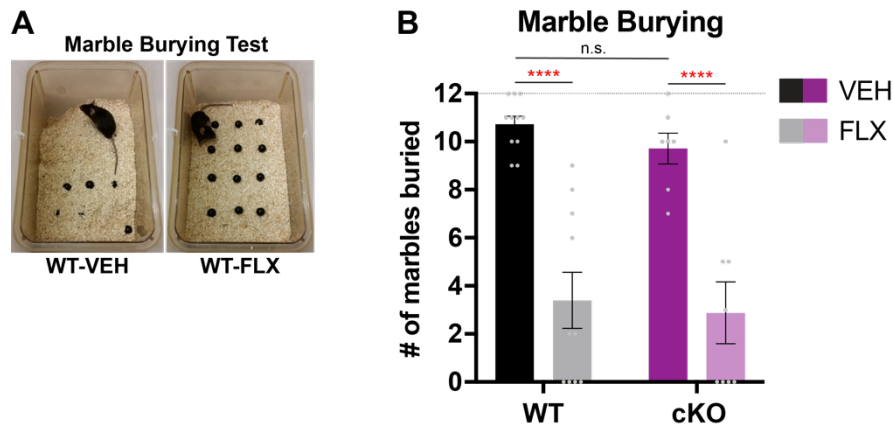 A
Marble Burying Test
WT-VEH
WT-FLX
B
Marble Burying
n.s.
****
****
# of marbles buried
12
10
8
6
4
2
0
WT
cKO
VEH
FLX